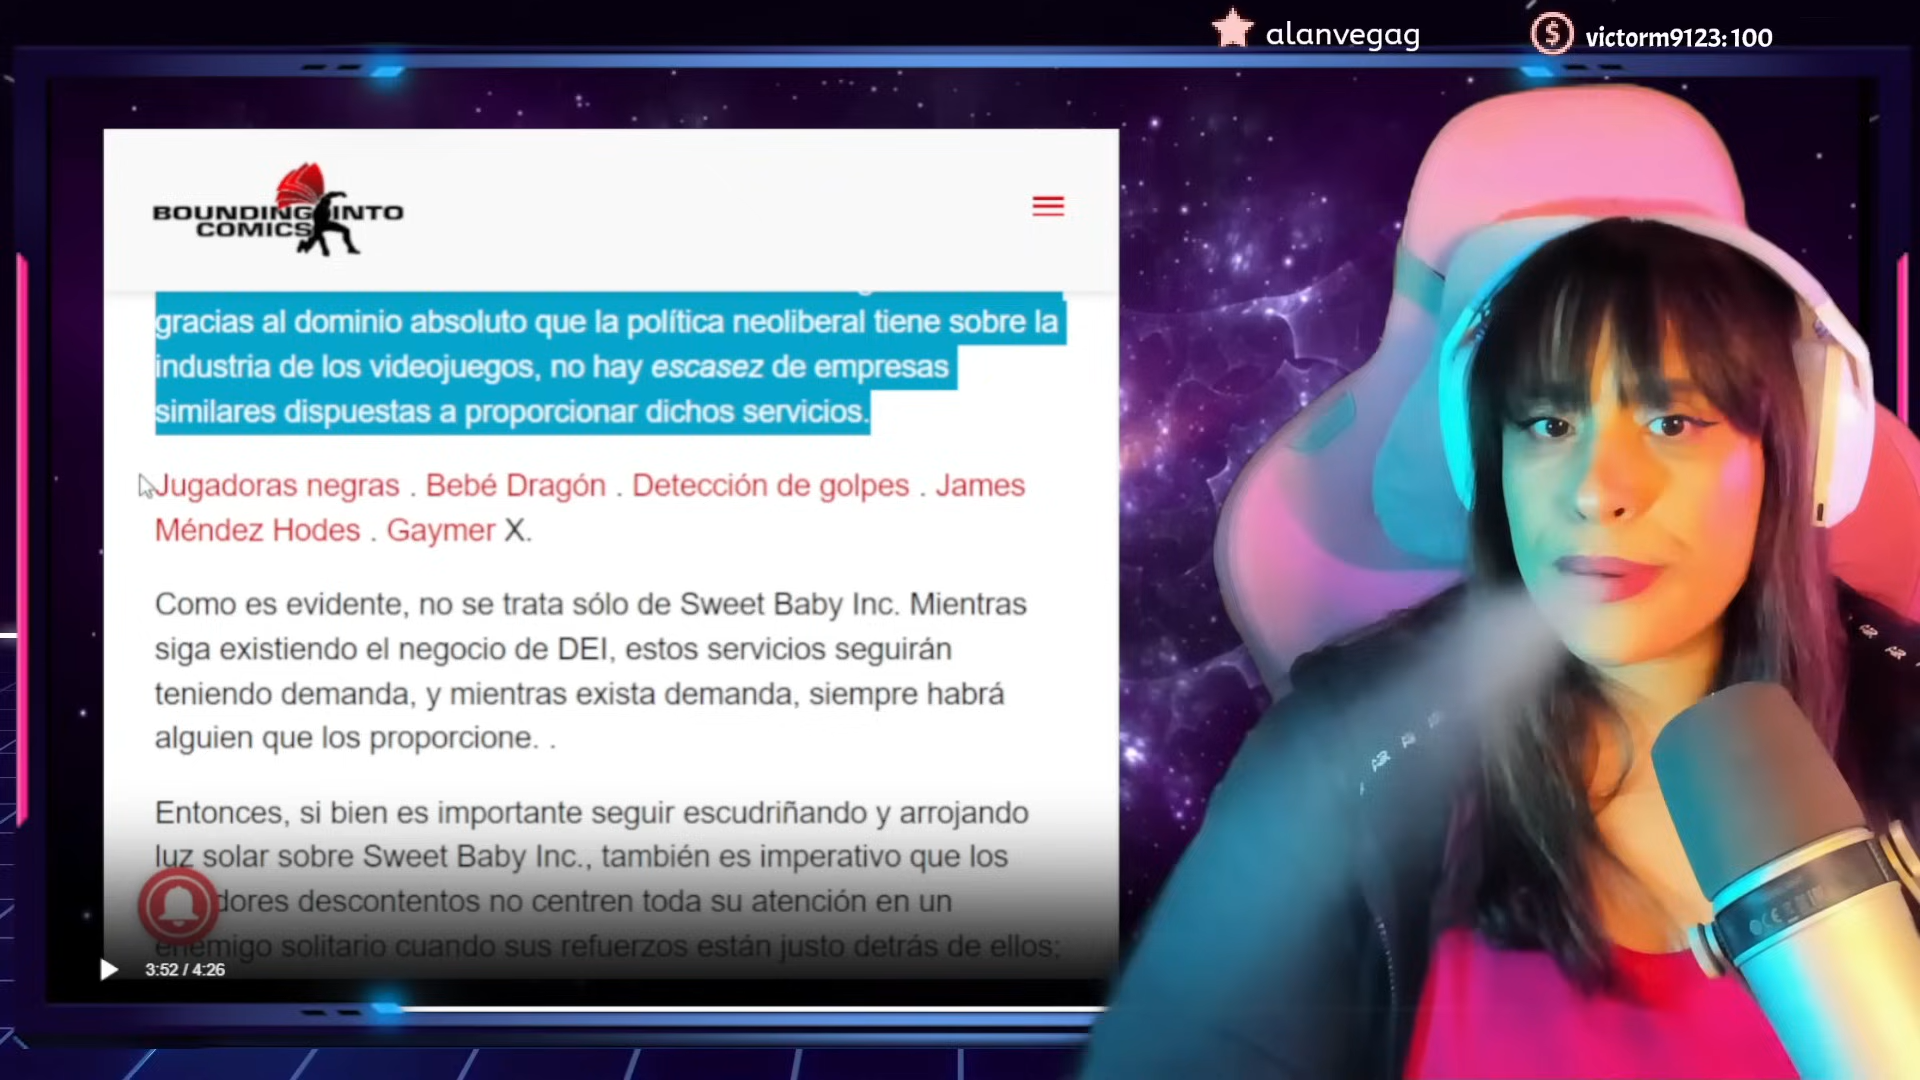 alanvegag
victorm9123: 100
BOUNDING INTO
COMICS
gracias al dominio absoluto que la política neoliberal tiene sobre la
industria de los videojuegos, no hay escasez de empresas
similares dispuestas a proporcionar dichos servicios.
Jugadoras negras . Bebé Dragón . Detección de golpes . James
Méndez Hodes . Gaymer X.
Como es evidente, no se trata sólo de Sweet Baby Inc. Mientras
siga existiendo el negocio de DEI, estos servicios seguirán
teniendo demanda, y mientras exista demanda, siempre habrá
alguien que los proporcione. .
Entonces, si bien es importante seguir escudriñando y arrojando
luz solar sobre Sweet Baby Inc., también es imperativo que los
dores descontentos no centren toda su atención en un
enemigo solitario cuando sus refuerzos están justo detrás de ellos;
3:52 / 4:26